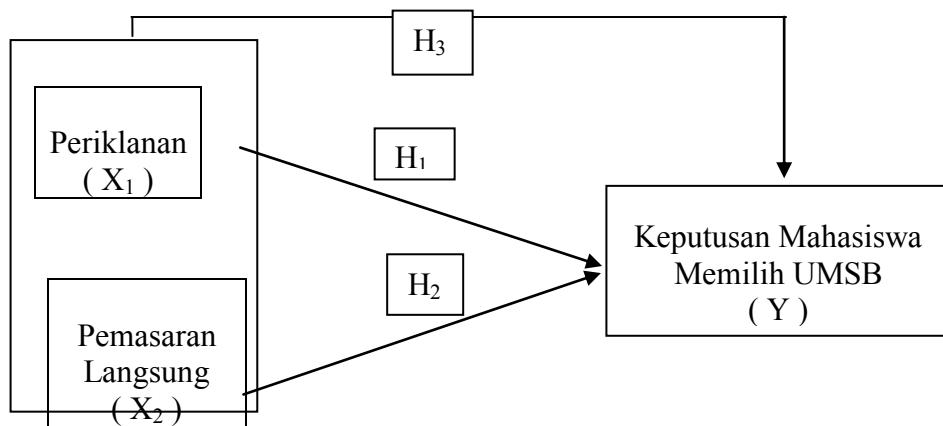 H₃
Periklanan
( X₁ )
H₁
Keputusan Mahasiswa
Memilih UMSB
( Y )
H₂
Pemasaran
Langsung
( X₂ )